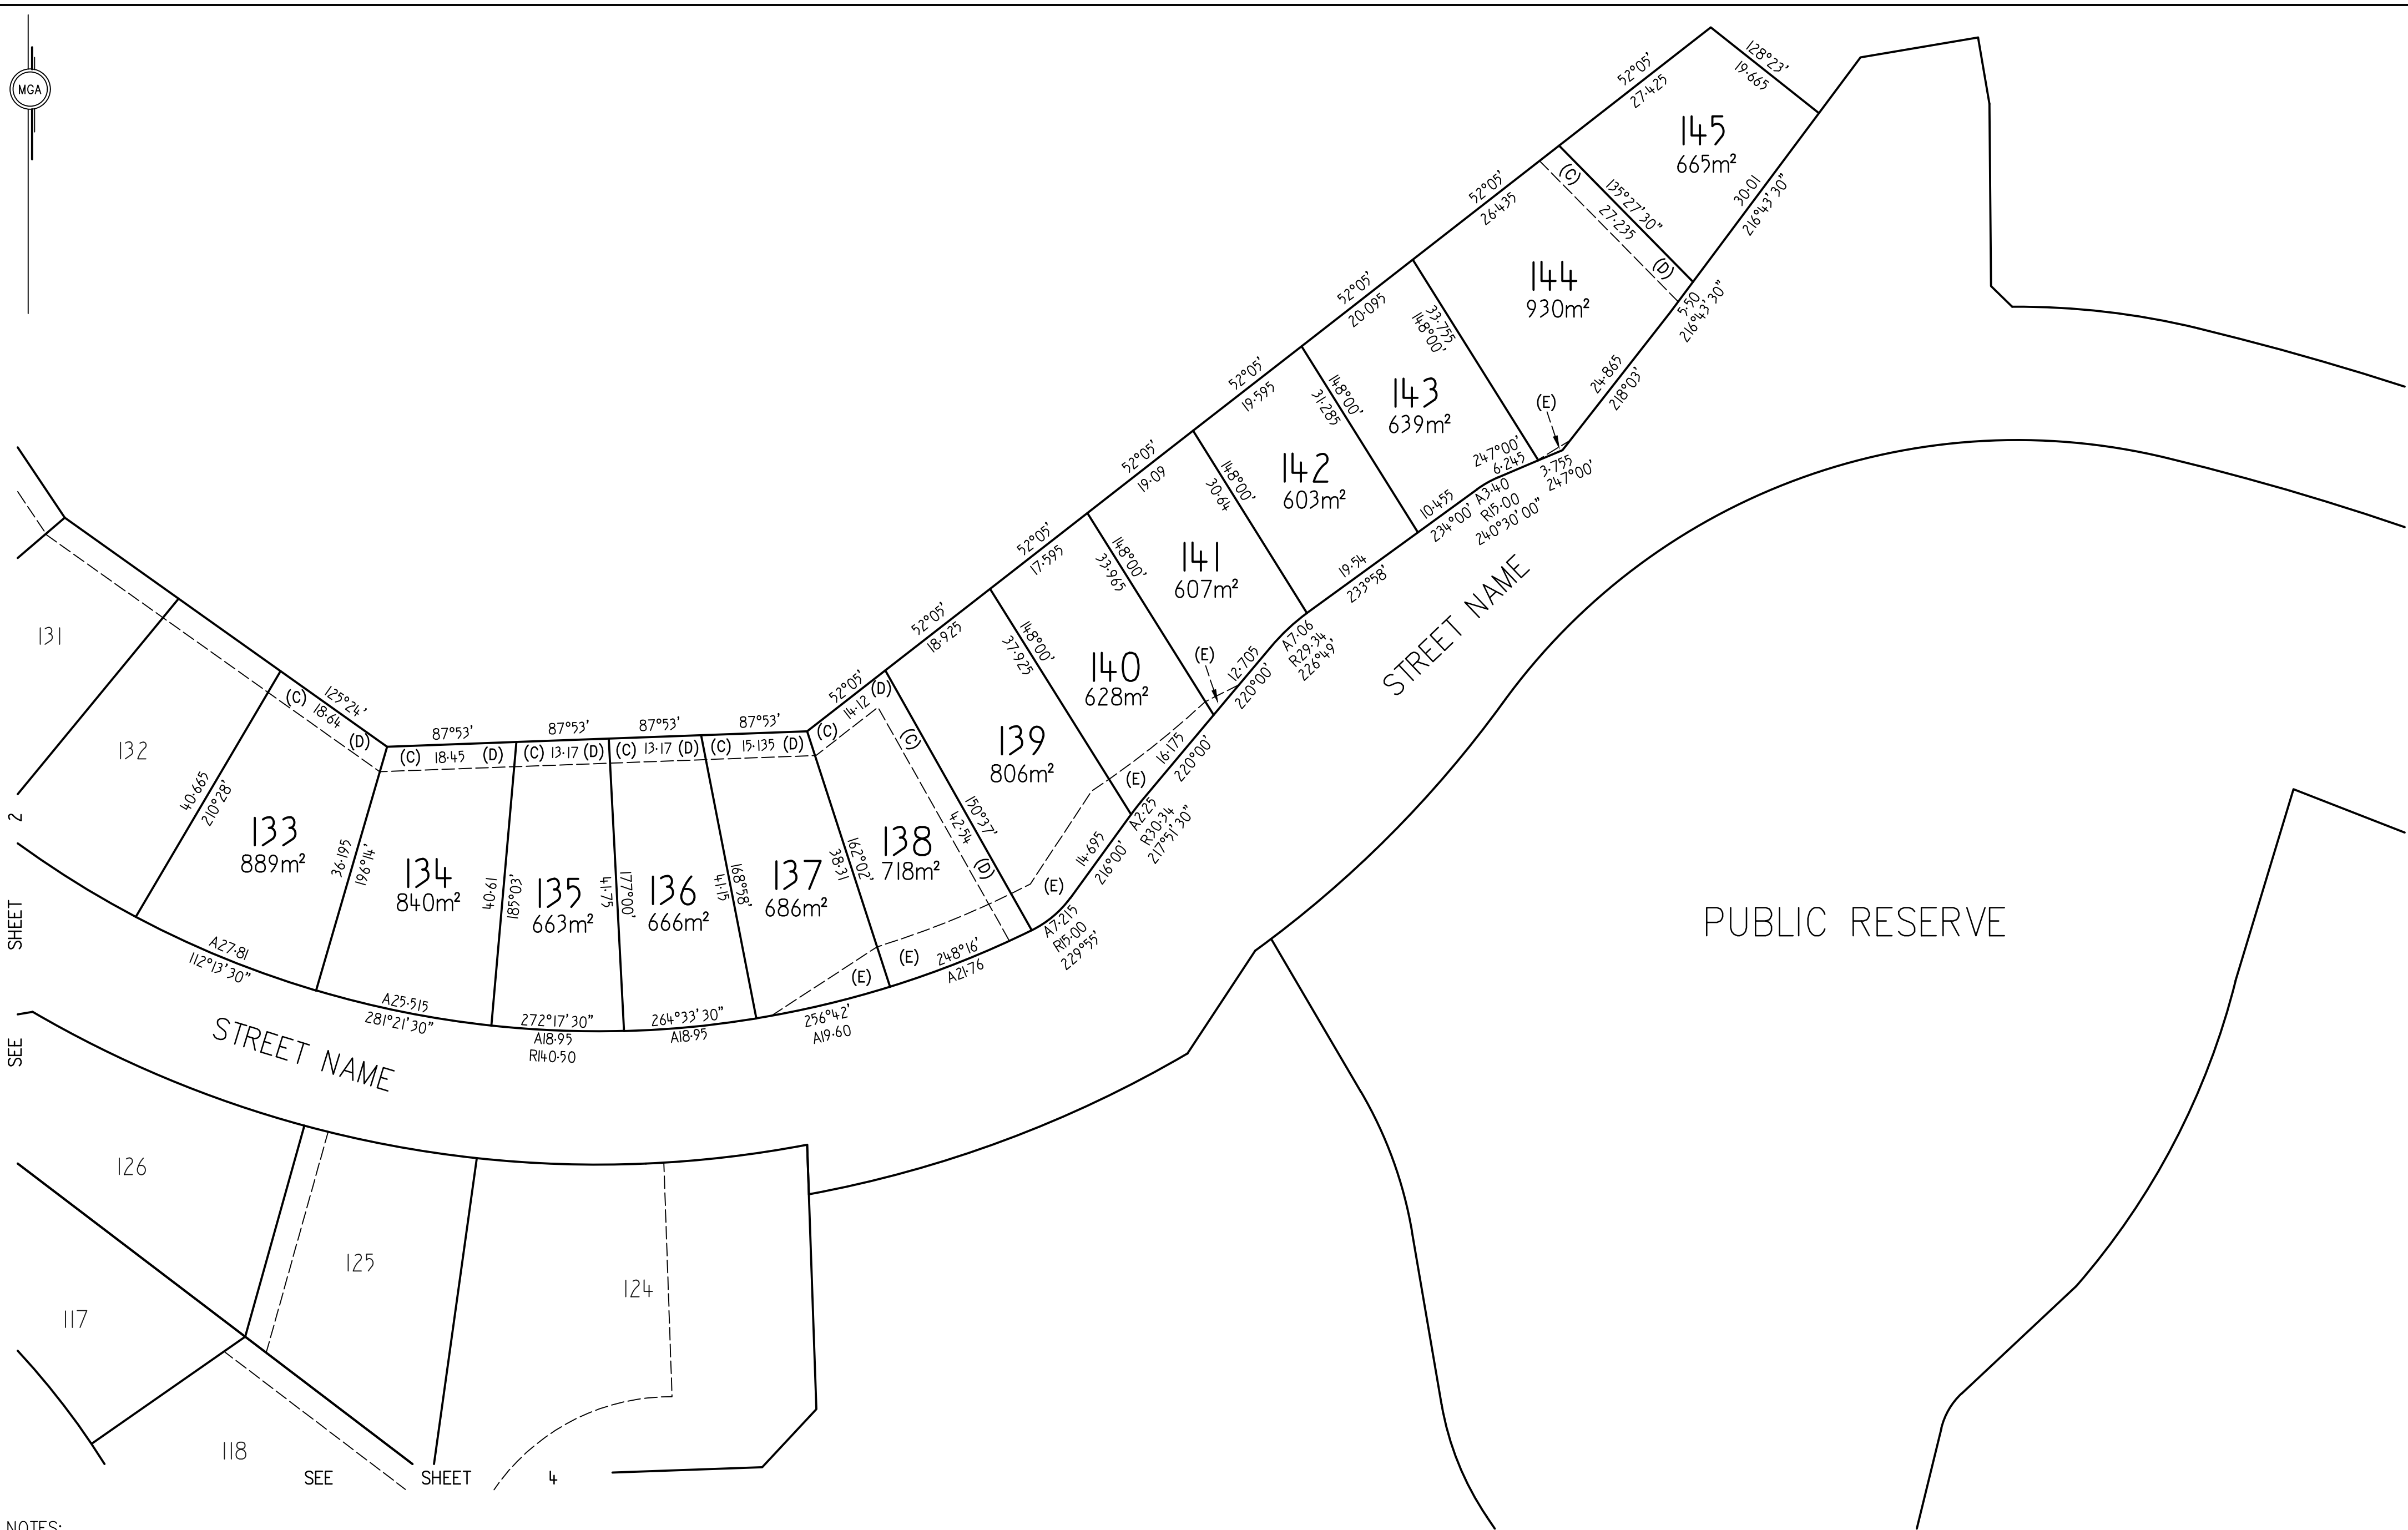 MGA
128°23'
19·665
52°05'
27·425
145
665m²
30·01
216°43'30"
(C)
135°27'30"
27·235
(D)
52°05'
26·435
144
930m²
5·50
216°43'30"
24·865
218°03'
(E)
3·755
247°00'
52°05'
20·095
33·755
148°00'
143
639m²
247°00'
6·245
A3·40
R15·00
240°30'00"
10·455
234°00'
52°05'
19·595
148°00'
31·285
142
603m²
19·54
233°58'
52°05'
19·09
148°00'
30·64
141
607m²
A7·06
R29·34
226°49'
12·705
220°00'
(E)
52°05'
17·595
148°00'
33·965
140
628m²
(E)
16·175
220°00'
52°05'
18·925
148°00'
37·925
139
806m²
A2·25
R30·34
217°51'30"
14·695
216°00'
(E)
A7·215
R15·00
229°55'
52°05'
14·12
(C)
(D)
(C)
150°37'
42·54
(D)
138
718m²
248°16'
A21·76
(E)
87°53'
(C) 15·135 (D)
162°02'
38·31
137
686m²
(E)
256°42'
A19·60
87°53'
(C) 13·17 (D)
168°58'
41·15
136
666m²
264°33'30"
A18·95
87°53'
(C) 13·17 (D)
177°00'
41·75
135
663m²
272°17'30"
A18·95
R140·50
87°53'
(C) 18·45 (D)
40·61
185°03'
134
840m²
A25·515
281°21'30"
125°24'
(C) 18·64 (D)
36·195
196°14'
133
889m²
A27·81
112°13'30"
40·665
210°28'
132
131
SEE SHEET 2
STREET NAME
STREET NAME
PUBLIC RESERVE
126
125
124
117
118
SEE SHEET 4
NOTES: